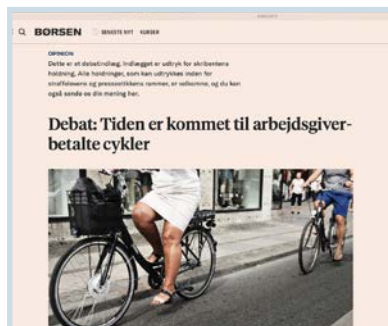 BØRSEN SENESTE NYT KURSER
OPINION
Dette er et debatindlæg. Indlægget er udtryk for skribentens
holdning. Alle holdninger, som kan udtrykkes inden for
straffelovens og presseetikkens rammer, er velkomne, og du kan
også sende os din mening her.
Debat: Tiden er kommet til arbejdsgiver-
betalte cykler